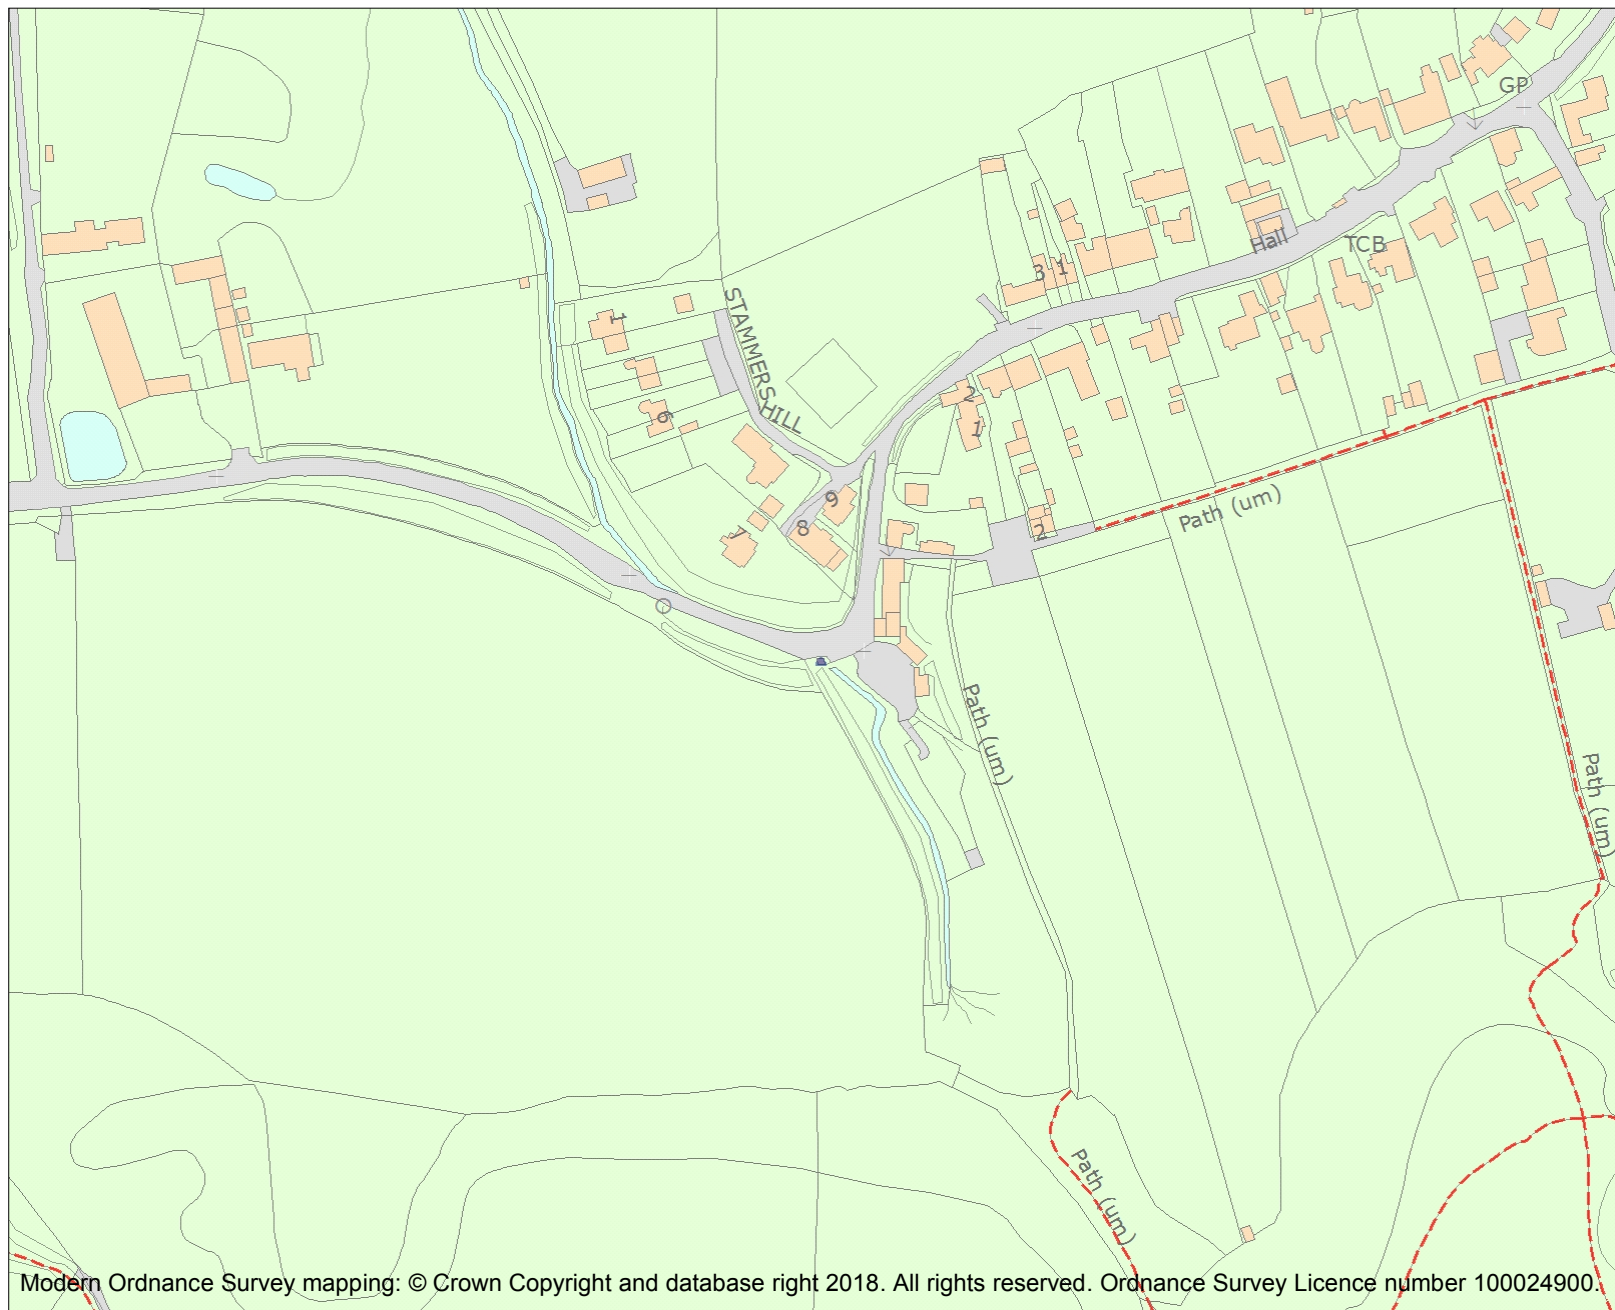 GP
Hall
TCB
3
1
STAMMERS
HILL
1
6
2
1
9
8
7
2
Path (um)
Path (um)
Path (um)
Path (um)
Modern Ordnance Survey mapping: © Crown Copyright and database right 2018. All rights reserved. Ordnance Survey Licence number 100024900.